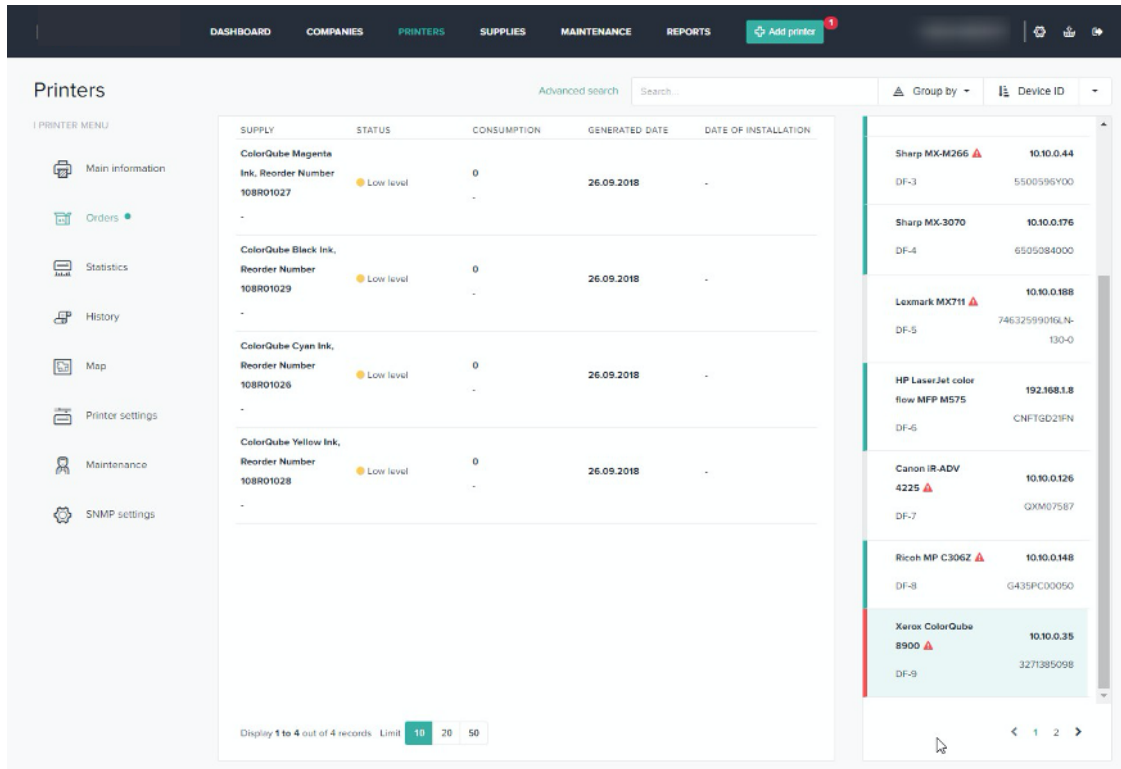 DASHBOARD COMPANIES PRINTERS SUPPLIES MAINTENANCE REPORTS Add printer 1
Printers
Advanced search Search... Group by Device ID
PRINTER MENU
Main information
Orders
Statistics
History
Map
Printer settings
Maintenance
SNMP settings
SUPPLY STATUS CONSUMPTION GENERATED DATE DATE OF INSTALLATION
ColorQube Magenta
Ink, Reorder Number
108R01027
Low level 0 26.09.2018 -
-
-
ColorQube Black Ink,
Reorder Number
108R01029
Low level 0 26.09.2018 -
-
-
ColorQube Cyan Ink,
Reorder Number
108R01026
Low level 0 26.09.2018 -
-
-
ColorQube Yellow Ink,
Reorder Number
108R01028
Low level 0 26.09.2018 -
-
-
Display 1 to 4 out of 4 records Limit 10 20 50
Sharp MX-M266 10.10.0.44
DF-3 5500596Y00
Sharp MX-3070 10.10.0.176
DF-4 6505084000
Lexmark MX711 10.10.0.188
DF-5 74632599016LN-
130-0
HP LaserJet color
flow MFP M575
192.168.1.8
DF-6 CNFTGD21FN
Canon iR-ADV
4225
10.10.0.126
DF-7 QXM07587
Ricoh MP C306Z 10.10.0.148
DF-8 G435PC00050
Xerox ColorQube
8900
10.10.0.35
DF-9 3271385098
1 2